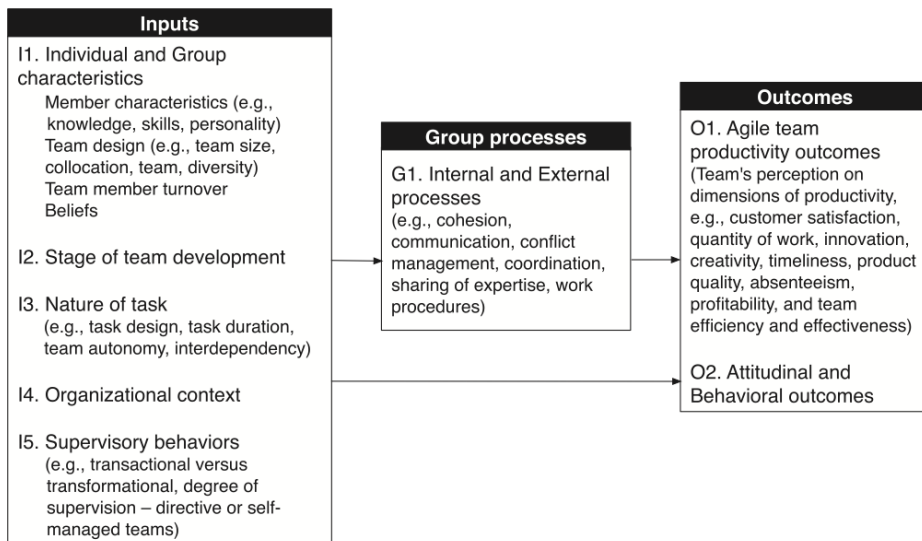 Inputs
I1. Individual and Group
characteristics
Member characteristics (e.g.,
knowledge, skills, personality)
Team design (e.g., team size,
collocation, team, diversity)
Team member turnover
Beliefs
I2. Stage of team development
I3. Nature of task
(e.g., task design, task duration,
team autonomy, interdependency)
I4. Organizational context
I5. Supervisory behaviors
(e.g., transactional versus
transformational, degree of
supervision – directive or self-
managed teams)
Group processes
G1. Internal and External
processes
(e.g., cohesion,
communication, conflict
management, coordination,
sharing of expertise, work
procedures)
Outcomes
O1. Agile team
productivity outcomes
(Team's perception on
dimensions of productivity,
e.g., customer satisfaction,
quantity of work, innovation,
creativity, timeliness, product
quality, absenteeism,
profitability, and team
efficiency and effectiveness)
O2. Attitudinal and
Behavioral outcomes